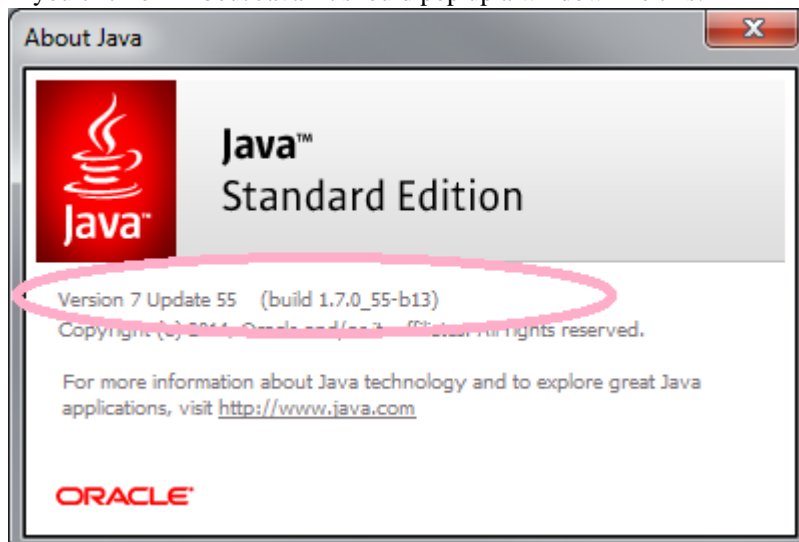 About Java
Java
Java™
Standard Edition
Version 7 Update 55 (build 1.7.0_55-b13)
Copyright (c) Oracle rights reserved.
For more information about Java technology and to explore great Java
applications, visit http://www.java.com
ORACLE